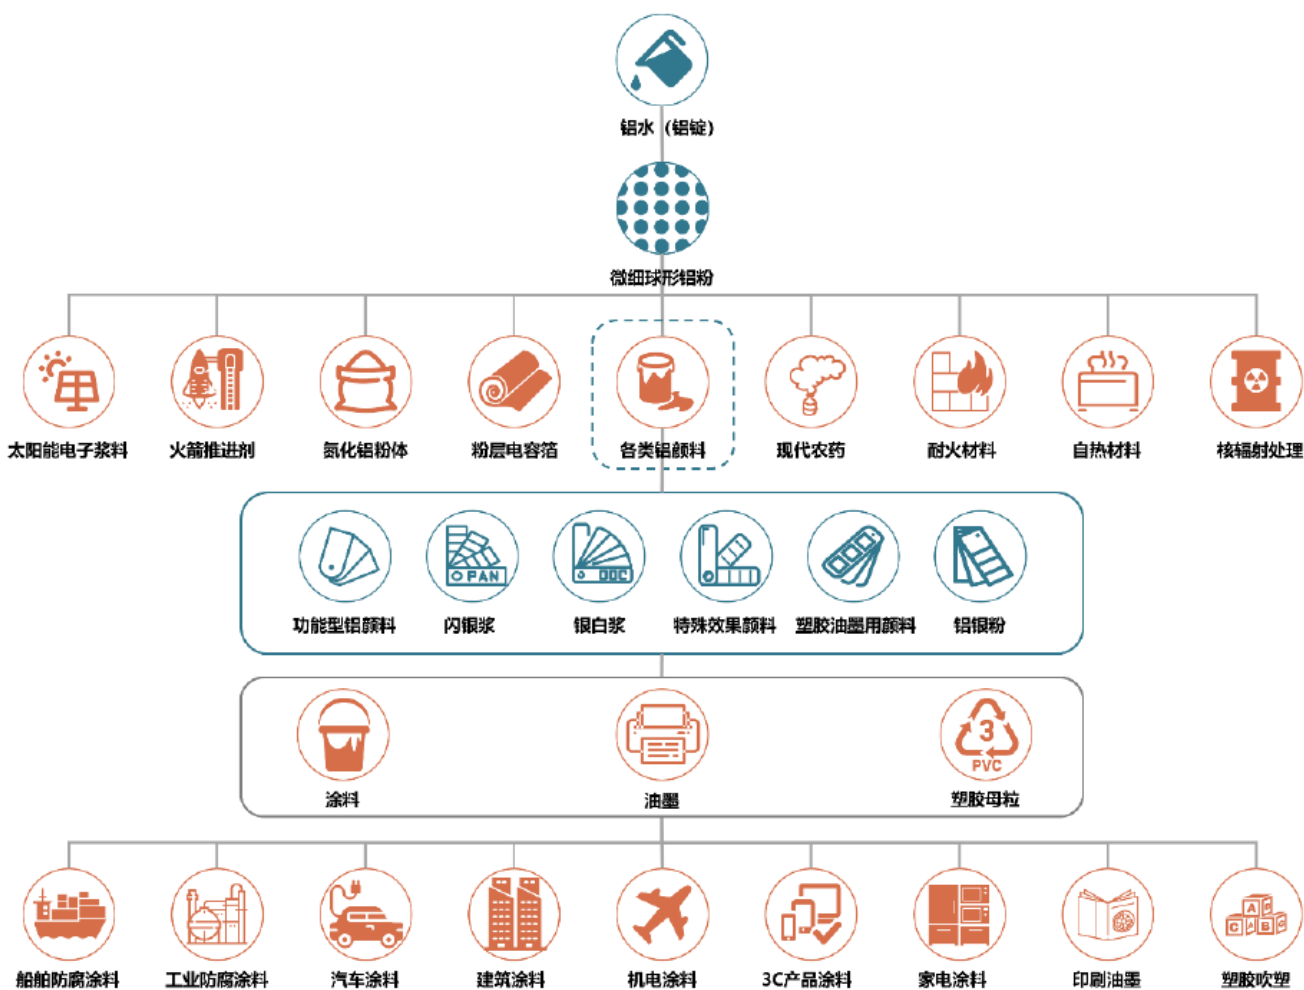 铝水（铝锭）
微细球形铝粉
太阳能电子浆料
火箭推进剂
氮化铝粉体
粉层电容箔
各类铝颜料
现代农药
耐火材料
自热材料
核辐射处理
PAN
功能型铝颜料
闪银浆
银白浆
特殊效果颜料
塑胶油墨用颜料
铝银粉
3
PVC
涂料
油墨
塑胶母粒
A
B
C
A
B
C
船舶防腐涂料
工业防腐涂料
汽车涂料
建筑涂料
机电涂料
3C产品涂料
家电涂料
印刷油墨
塑胶吹塑